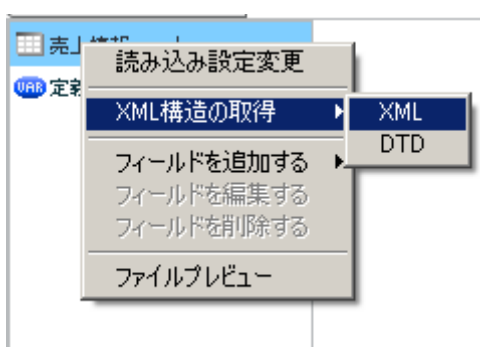 売上情報
読み込み設定変更
VAR
XML構造の取得
XML
DTD
フィールドを追加する
フィールドを編集する
フィールドを削除する
ファイルプレビュー